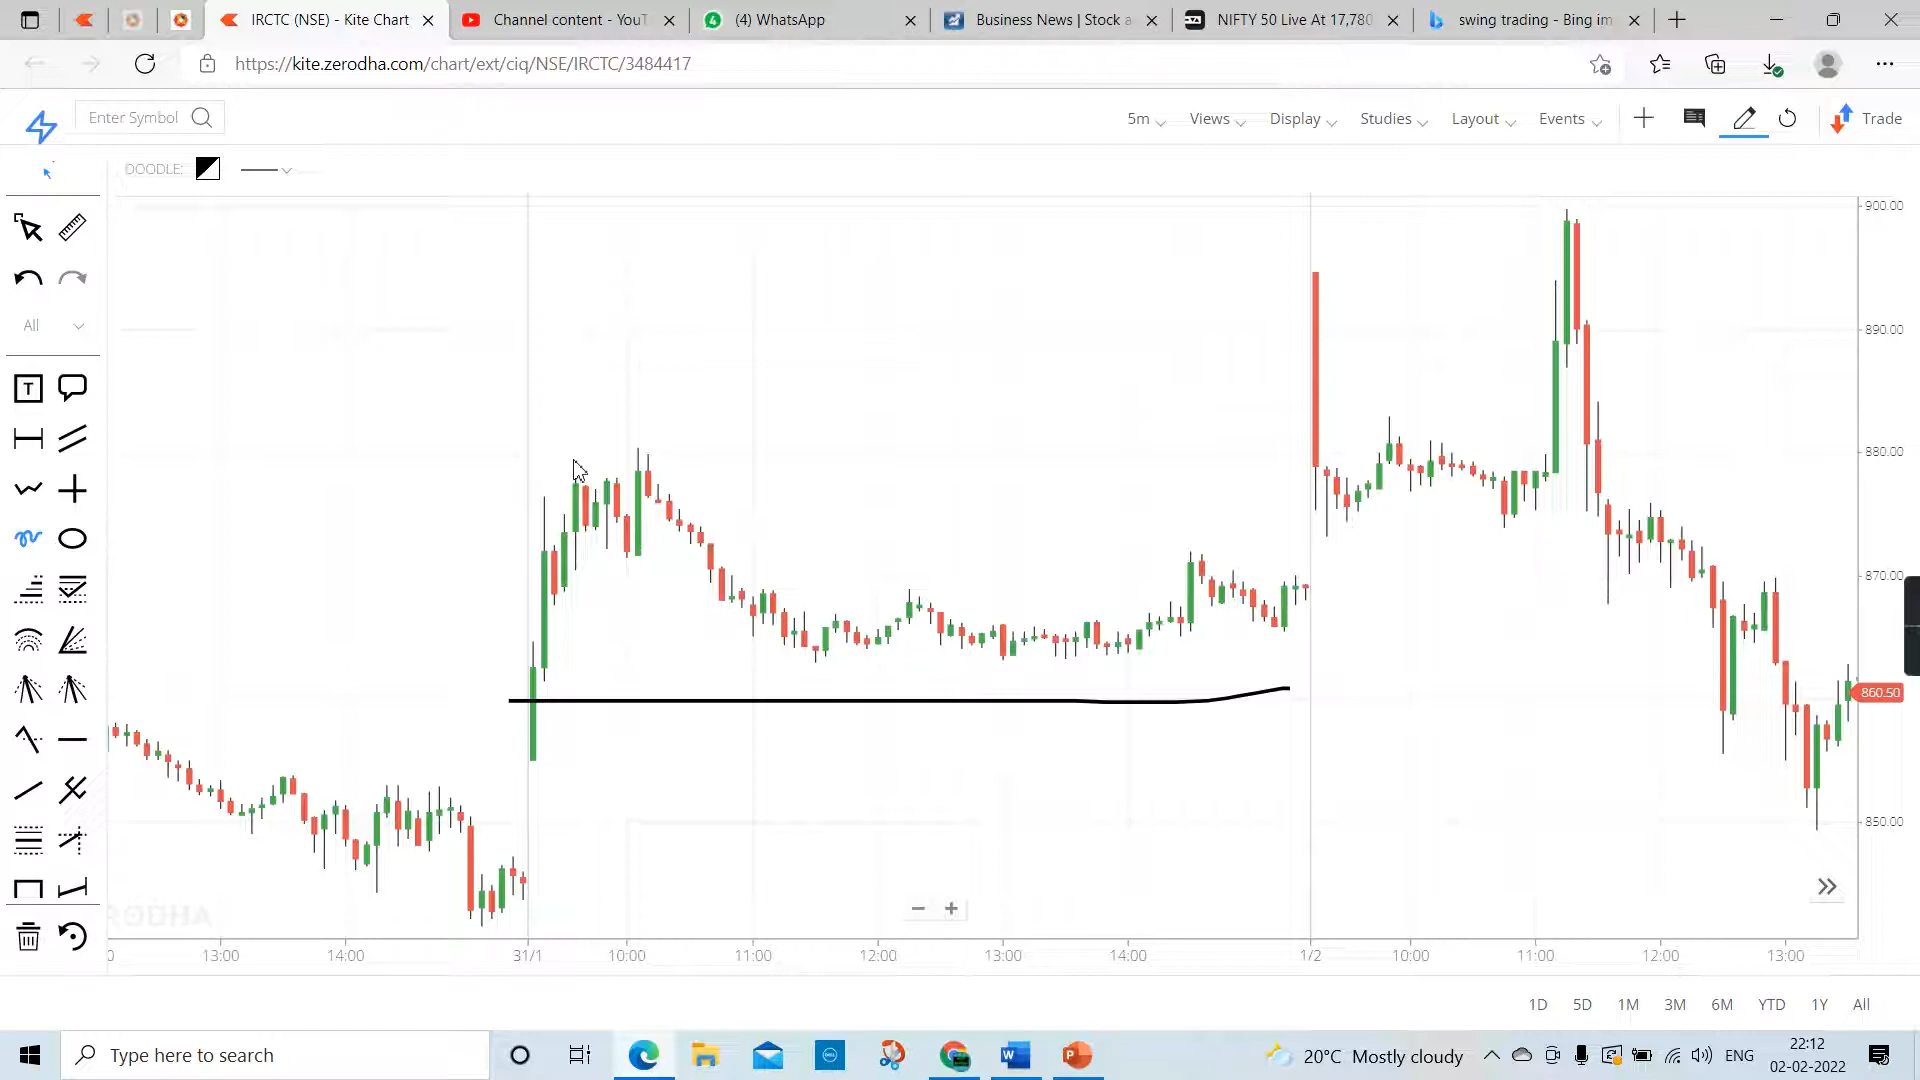 IRCTC (NSE) - Kite Chart
Channel content - YouT
(4) WhatsApp
Business News | Stock a
NIFTY 50 Live At 17,780
swing trading - Bing im
https://kite.zerodha.com/chart/ext/ciq/NSE/IRCTC/3484417
Enter Symbol
5m
Views
Display
Studies
Layout
Events
Trade
DOODLE:
All
T
900.00
890.00
880.00
870.00
860.50
850.00
13:00
14:00
31/1
10:00
11:00
12:00
13:00
14:00
1/2
10:00
11:00
12:00
13:00
1D 5D 1M 3M 6M YTD 1Y All
Type here to search
20°C Mostly cloudy
ENG
22:12
02-02-2022